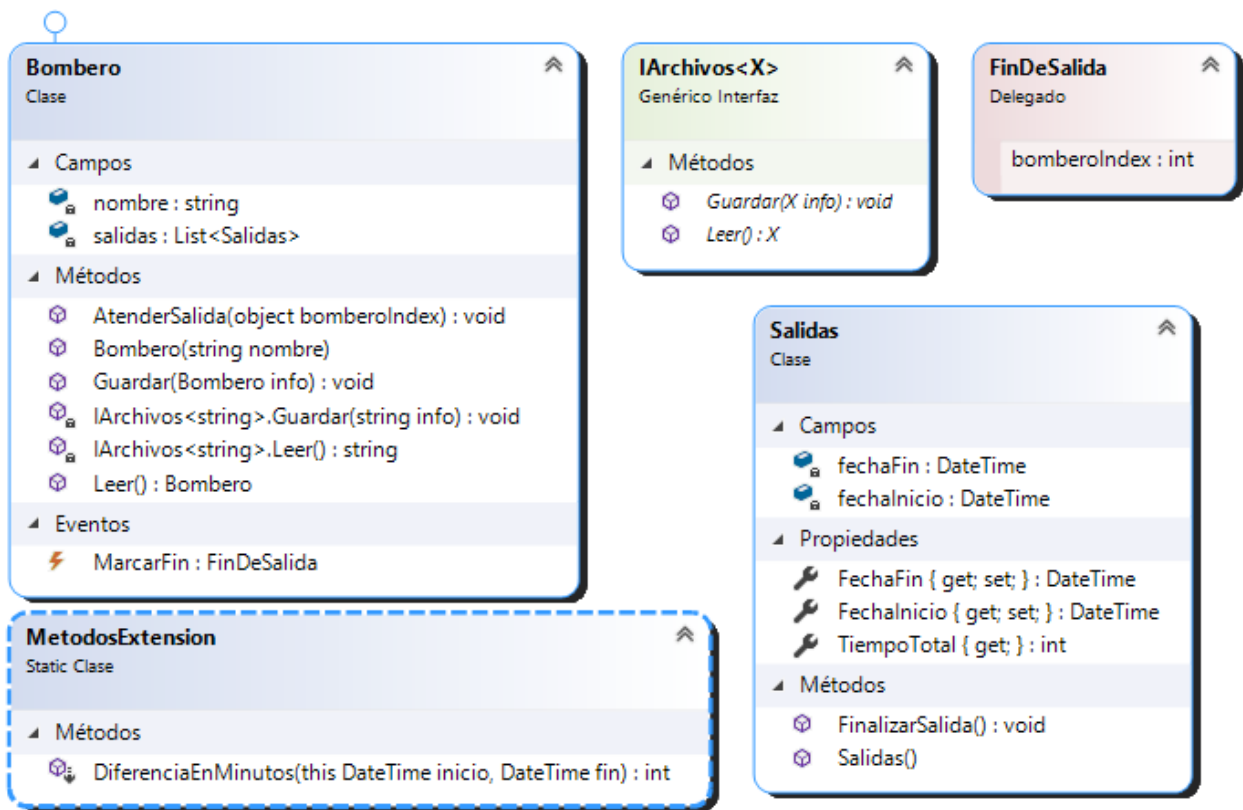 Bombero
Clase
Campos
nombre : string
salidas : List<Salidas>
Métodos
AtenderSalida(object bomberoIndex) : void
Bombero(string nombre)
Guardar(Bombero info) : void
IArchivos<string>.Guardar(string info) : void
IArchivos<string>.Leer() : string
Leer() : Bombero
Eventos
MarcarFin : FinDeSalida
IArchivos<X>
Genérico Interfaz
Métodos
Guardar(X info) : void
Leer() : X
FinDeSalida
Delegado
bomberoIndex : int
MetodosExtension
Static Clase
Métodos
DiferenciaEnMinutos(this DateTime inicio, DateTime fin) : int
Salidas
Clase
Campos
fechaFin : DateTime
fechaInicio : DateTime
Propiedades
FechaFin { get; set; } : DateTime
FechaInicio { get; set; } : DateTime
TiempoTotal { get; } : int
Métodos
FinalizarSalida() : void
Salidas()